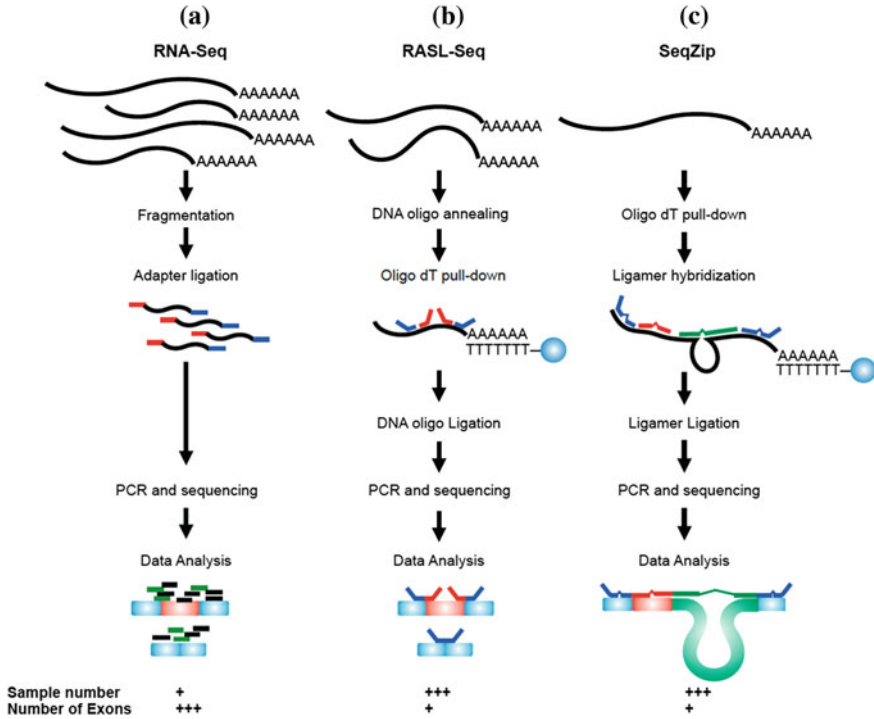 (a) (b) (c)
RNA-Seq RASL-Seq SeqZip
AAAAAA
AAAAAA
AAAAAA
AAAAAA
AAAAAA
AAAAAA
AAAAAA
Fragmentation DNA oligo annealing Oligo dT pull-down
Adapter ligation Oligo dT pull-down Ligamer hybridization
AAAAAA
TTTTTTT
AAAAAA
TTTTTTT
DNA oligo Ligation Ligamer Ligation
PCR and sequencing PCR and sequencing PCR and sequencing
Data Analysis Data Analysis Data Analysis
Sample number + +++ +++
Number of Exons +++ + +